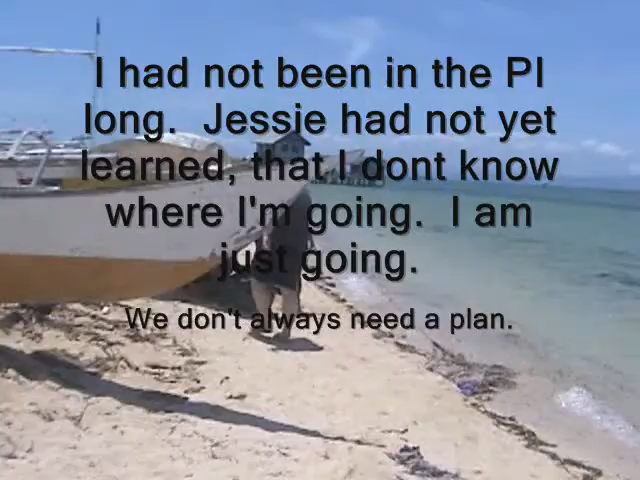 I had not been in the PI
long.  Jessie had not yet
learned, that I dont know
where I'm going.  I am
just going.
We don't always need a plan.